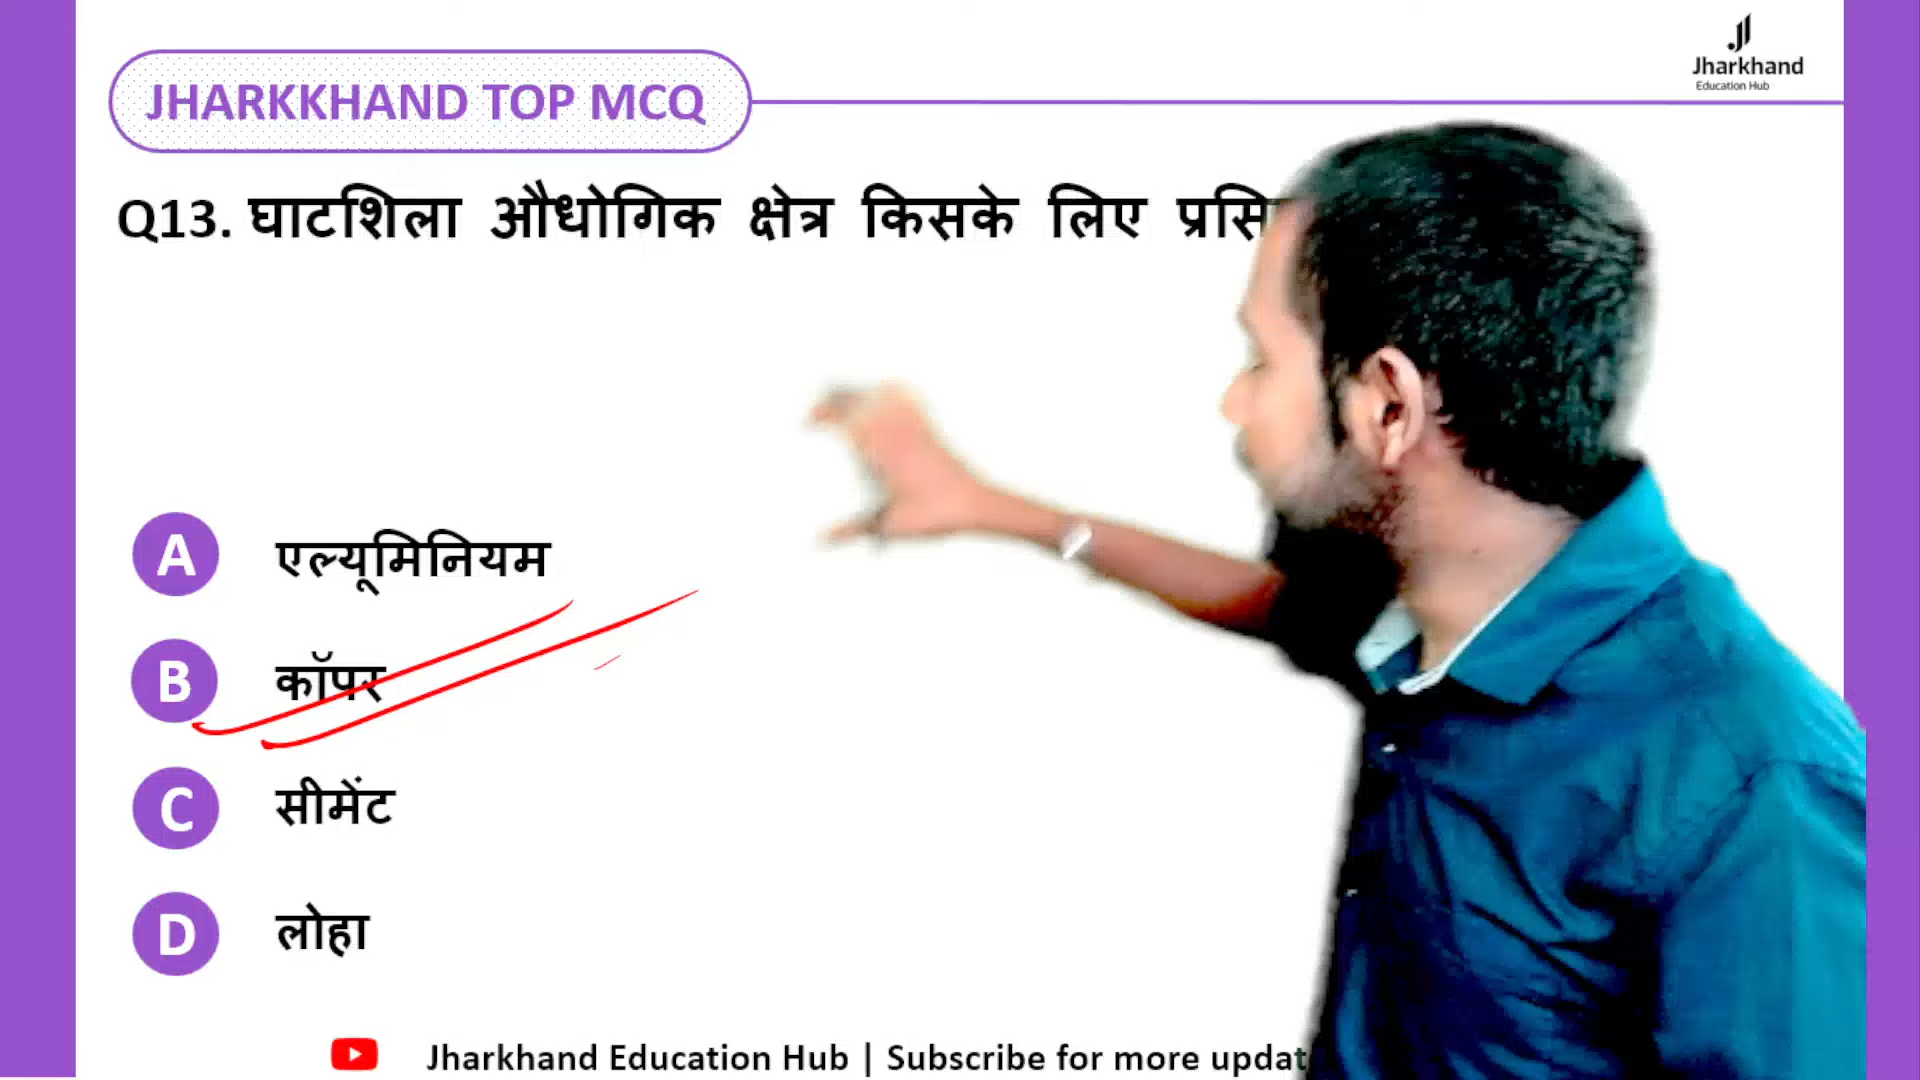 Jharkhand
Education Hub
JHARKKHAND TOP MCQ
Q13. घाटशिला औधोगिक क्षेत्र किसके लिए
A एल्यूमिनियम
B कॉपर
C सीमेंट
D लोहा
Jharkhand Education Hub | Subscribe for more